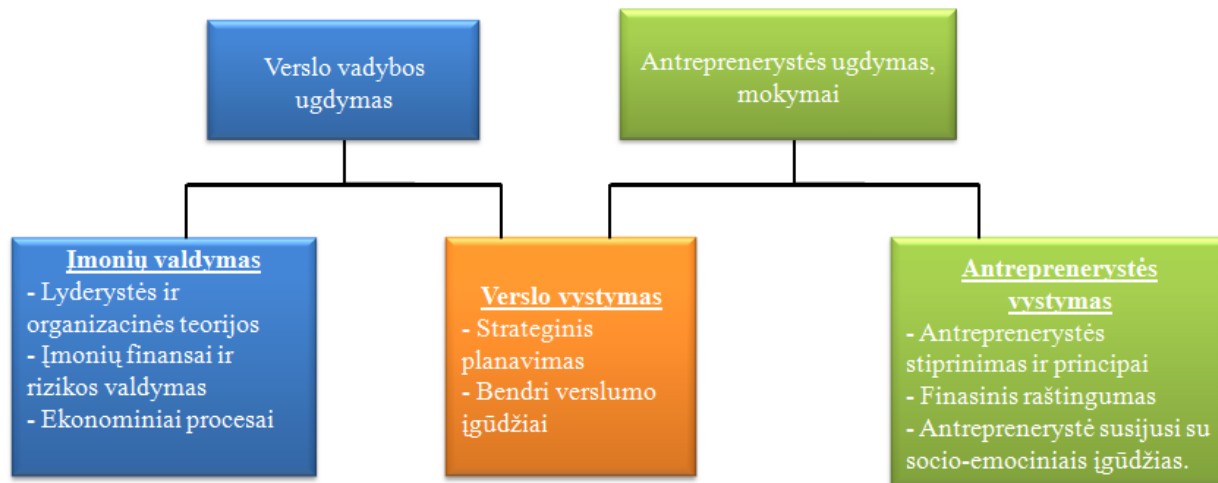 Verslo vadybos
ugdymas
Antreprenerystės ugdymas,
mokymai
Įmonių valdymas
- Lyderystės ir
organizacinės teorijos
- Įmonių finansai ir
rizikos valdymas
- Ekonominiai procesai
Verslo vystymas
- Strateginis
planavimas
- Bendri verslumo
įgūdžiai
Antreprenerystės
vystymas
- Antreprenerystės
stiprinimas ir principai
- Finasinis raštingumas
- Antreprenerystė susijusi su
socio-emociniais įgūdžias.